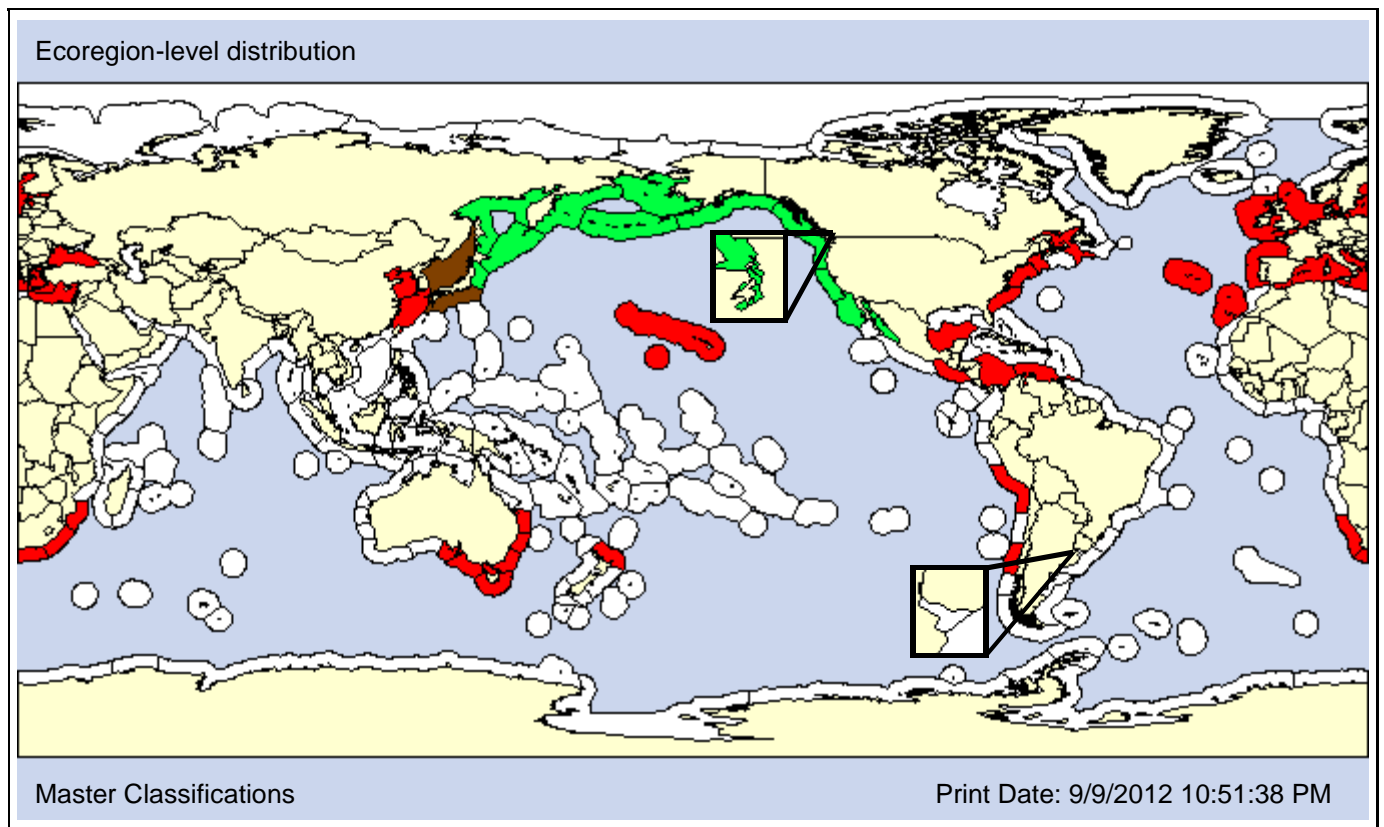 Ecoregion-level distribution
Master Classifications
Print Date: 9/9/2012 10:51:38 PM